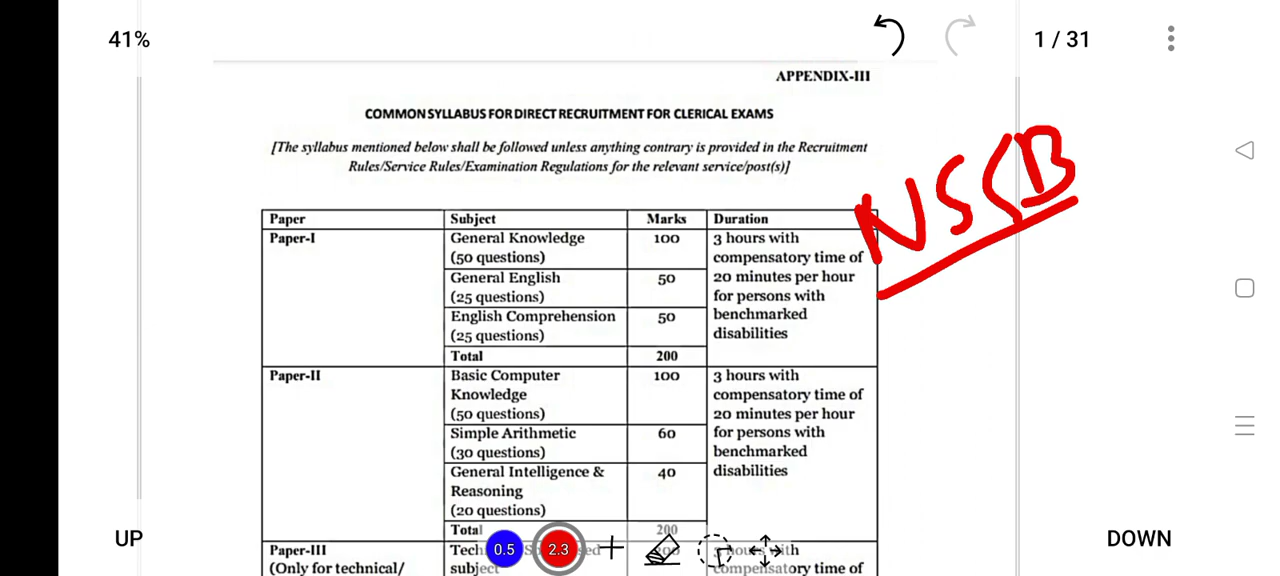 41%
1 / 31
APPENDIX-III
COMMON SYLLABUS FOR DIRECT RECRUITMENT FOR CLERICAL EXAMS
[The syllabus mentioned below shall be followed unless anything contrary is provided in the Recruitment
Rules/Service Rules/Examination Regulations for the relevant service/post(s)]
NSCB
Paper Subject Marks Duration
Paper-I General Knowledge 100 3 hours with
(50 questions) compensatory time of
General English 50 20 minutes per hour
(25 questions) for persons with
English Comprehension 50 benchmarked
(25 questions) disabilities
Total 200
Paper-II Basic Computer 100 3 hours with
Knowledge compensatory time of
(50 questions) 20 minutes per hour
Simple Arithmetic 60 for persons with
(30 questions) benchmarked
General Intelligence & 40 disabilities
Reasoning
(20 questions)
Total 200
UP 0.5 2.3 DOWN
Paper-III 200 3 hours with
(Only for technical/ subject compensatory time of